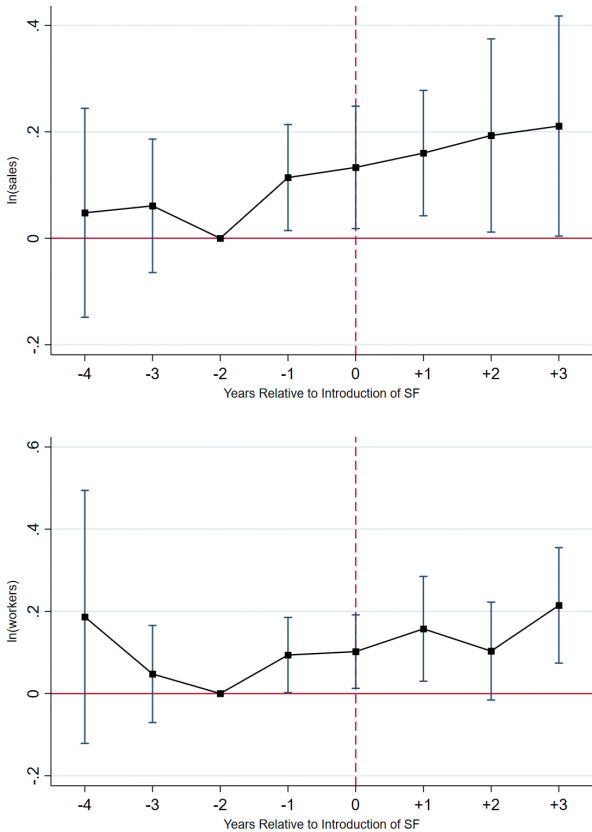 .4
.2
0
-.2
ln(sales)
-4 -3 -2 -1 0 +1 +2 +3
Years Relative to Introduction of SF
.6
.4
.2
0
-.2
ln(workers)
-4 -3 -2 -1 0 +1 +2 +3
Years Relative to Introduction of SF